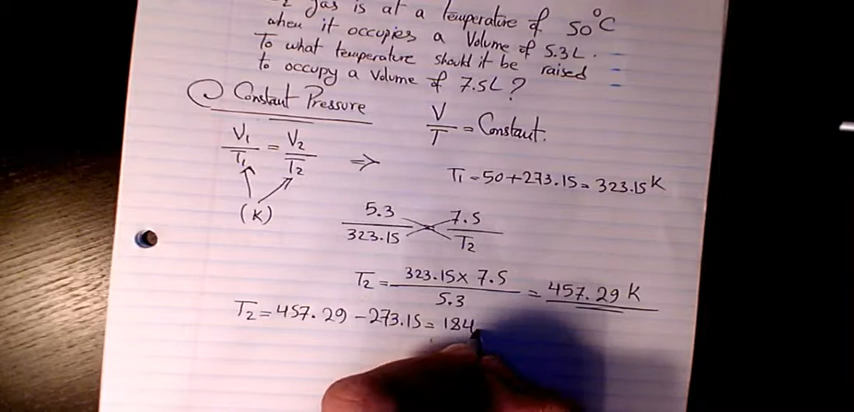 gas is at a temperature of 50°C
when it occupies a Volume of 5.3L.
To what temperature should it be raised
to occupy a Volume of 7.5L?
@ Constant Pressure
V/T = Constant.
V1/T1 = V2/T2 ⇒
T1 = 50+273.15 = 323.15 K
(K)
5.3/323.15 7.5/T2
T2 = 323.15 x 7.5 / 5.3 = 457.29 K
T2 = 457.29 - 273.15 = 184